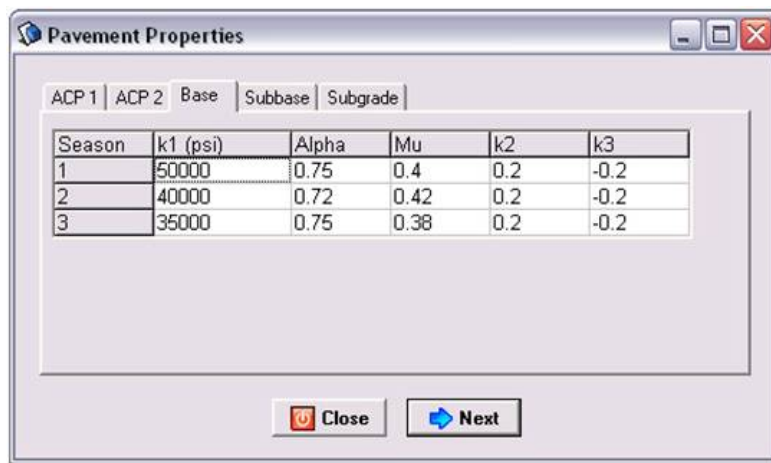 Pavement Properties
ACP 1 ACP 2 Base Subbase Subgrade
Season k1 (psi) Alpha Mu k2 k3
1 50000 0.75 0.4 0.2 -0.2
2 40000 0.72 0.42 0.2 -0.2
3 35000 0.75 0.38 0.2 -0.2
Close Next